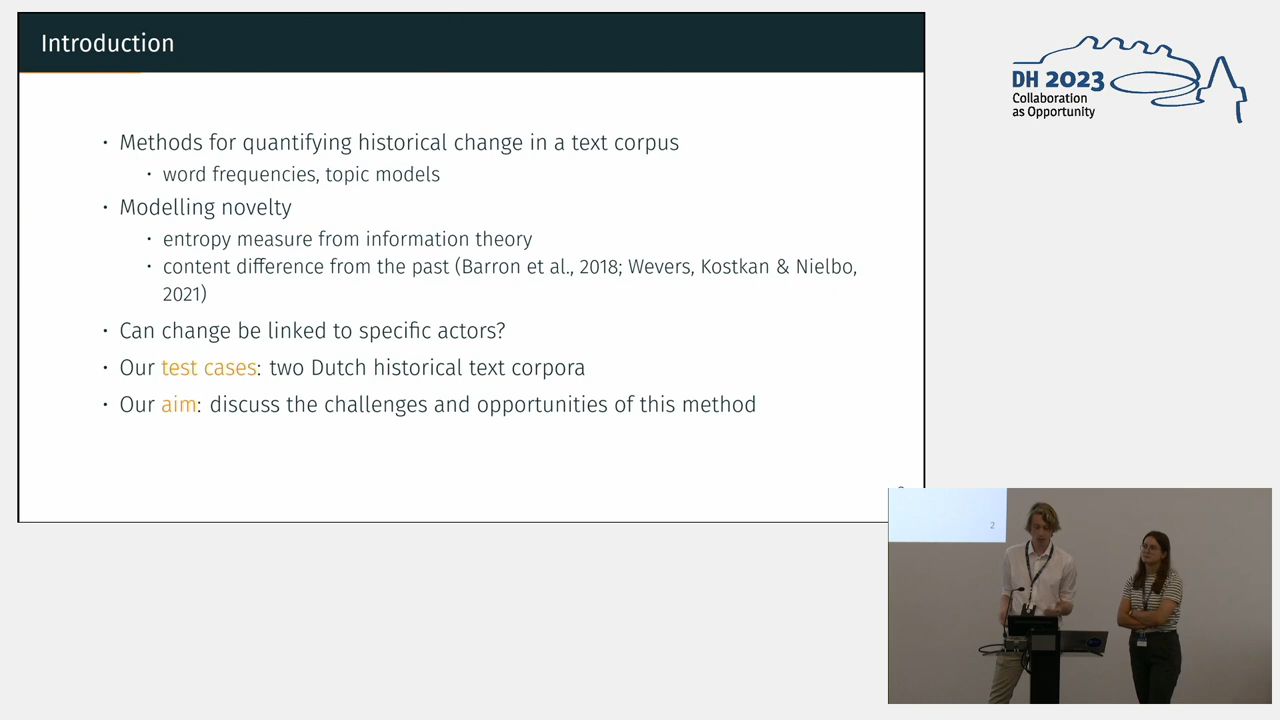 Introduction
• Methods for quantifying historical change in a text corpus
• word frequencies, topic models
• Modelling novelty
• entropy measure from information theory
• content difference from the past (Barron et al., 2018; Wevers, Kostkan & Nielbo,
2021)
• Can change be linked to specific actors?
• Our test cases: two Dutch historical text corpora
• Our aim: discuss the challenges and opportunities of this method
DH 2023
Collaboration
as Opportunity
2